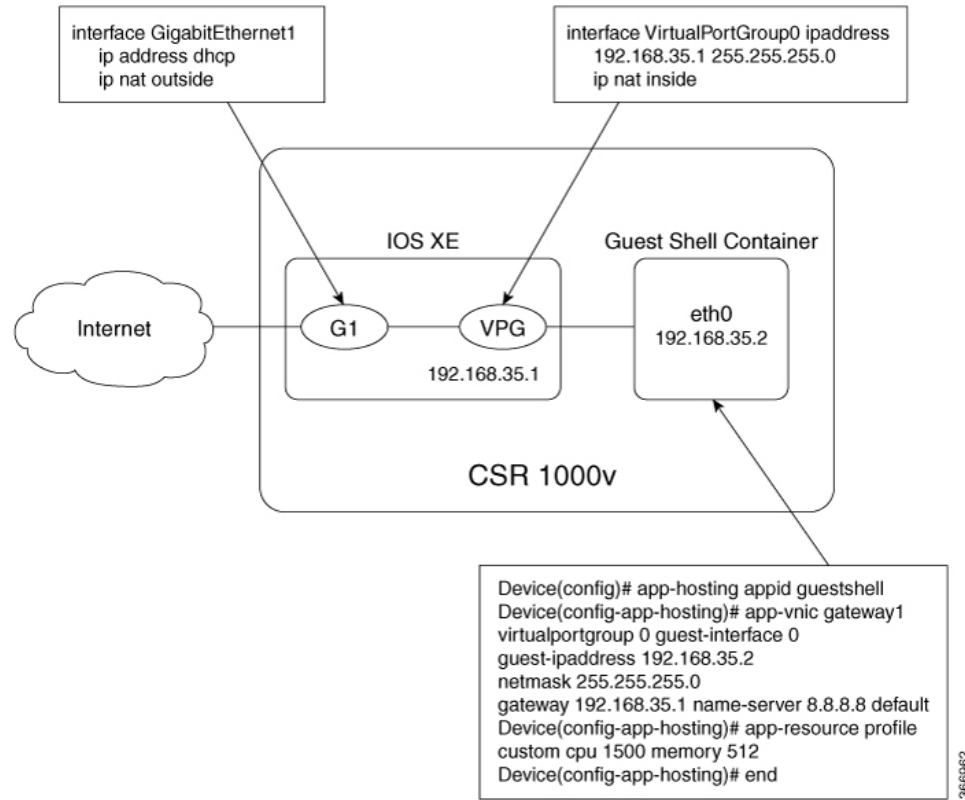 interface GigabitEthernet1
ip address dhcp
ip nat outside
interface VirtualPortGroup0 ipaddress
192.168.35.1 255.255.255.0
ip nat inside
IOS XE
Guest Shell Container
Internet
G1
VPG
192.168.35.1
eth0
192.168.35.2
CSR 1000v
Device(config)# app-hosting appid guestshell
Device(config-app-hosting)# app-vnic gateway1
virtualportgroup 0 guest-interface 0
guest-ipaddress 192.168.35.2
netmask 255.255.255.0
gateway 192.168.35.1 name-server 8.8.8.8 default
Device(config-app-hosting)# app-resource profile
custom cpu 1500 memory 512
Device(config-app-hosting)# end
366963